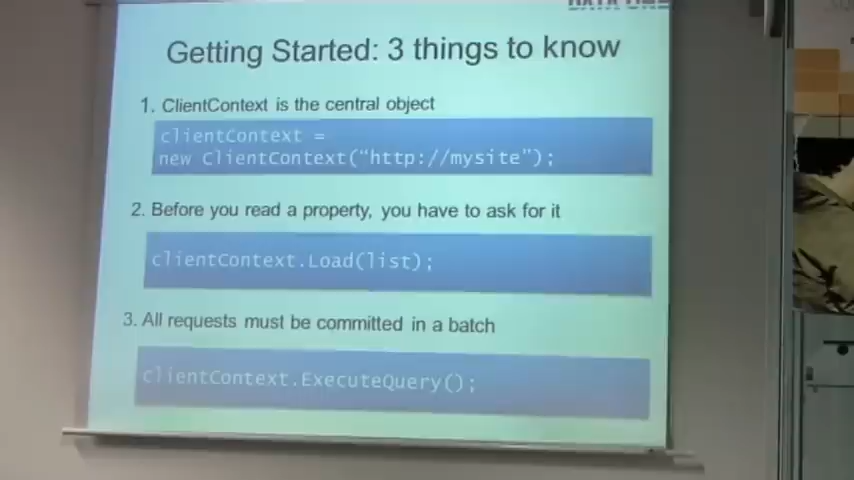 Getting Started: 3 things to know
1. ClientContext is the central object
clientContext =
new ClientContext("http://mysite");
2. Before you read a property, you have to ask for it
clientContext.Load(list);
3. All requests must be committed in a batch
clientContext.ExecuteQuery();